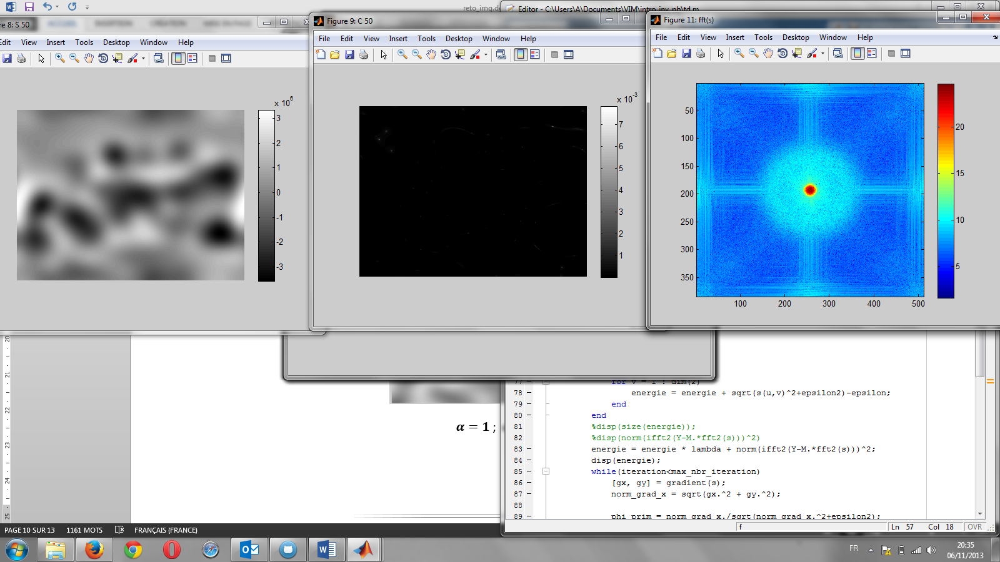 reto_img.d
Editor - C:\Users\A\Documents\VIM\intro_inv_pb\td.m
re 8: S 50
Edit View Insert Tools Desktop Window Help
x 10^6
3
2
1
0
-1
-2
-3
Figure 9: C 50
File Edit View Insert Tools Desktop Window Help
x 10^-3
7
6
5
4
3
2
1
Figure 11: fft(s)
File Edit View Insert Tools Desktop Window Help
50
100
150
200
250
300
350
100 200 300 400 500
20
15
10
5
20
21
22
23
24
25
α = 1 ;
77 for v = 1 : dim(2)
78 energie = energie + sqrt(s(u,v)^2+epsilon2)-epsilon;
79 end
80 end
81 %disp(size(energie));
82 %disp(norm(ifft2(Y-M.*fft2(s)))^2)
83 energie = energie * lambda + norm(ifft2(Y-M.*fft2(s)))^2;
84 disp(energie);
85 while(iteration<max_nbr_iteration)
86 [gx, gy] = gradient(s);
87 norm_grad_x = sqrt(gx.^2 + gy.^2);
88
89 phi_prim = norm_grad_x./sqrt(norm_grad_x.^2+epsilon2);
f Ln 57 Col 18 OVR
PAGE 10 SUR 13 1161 MOTS FRANÇAIS (FRANCE)
FR
20:35
06/11/2013